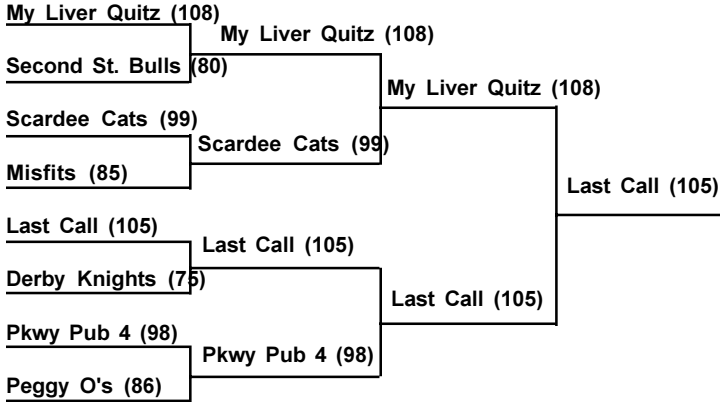 My Liver Quitz (108)
Second St. Bulls (80)
Scardee Cats (99)
Misfits (85)
Last Call (105)
Derby Knights (75)
Pkwy Pub 4 (98)
Peggy O's (86)
My Liver Quitz (108)
Scardee Cats (99)
Last Call (105)
Pkwy Pub 4 (98)
My Liver Quitz (108)
Last Call (105)
Last Call (105)